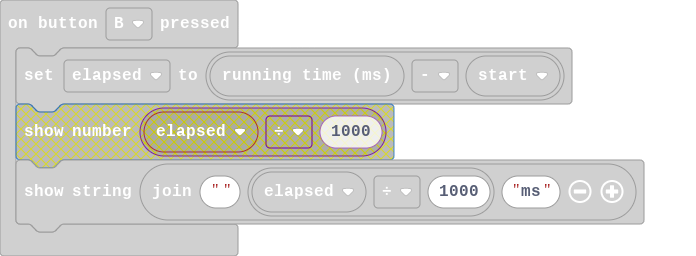 on button B pressed
set elapsed to running time (ms) - start
show number elapsed ÷ 1000
show string join "" elapsed ÷ 1000 "ms" − +